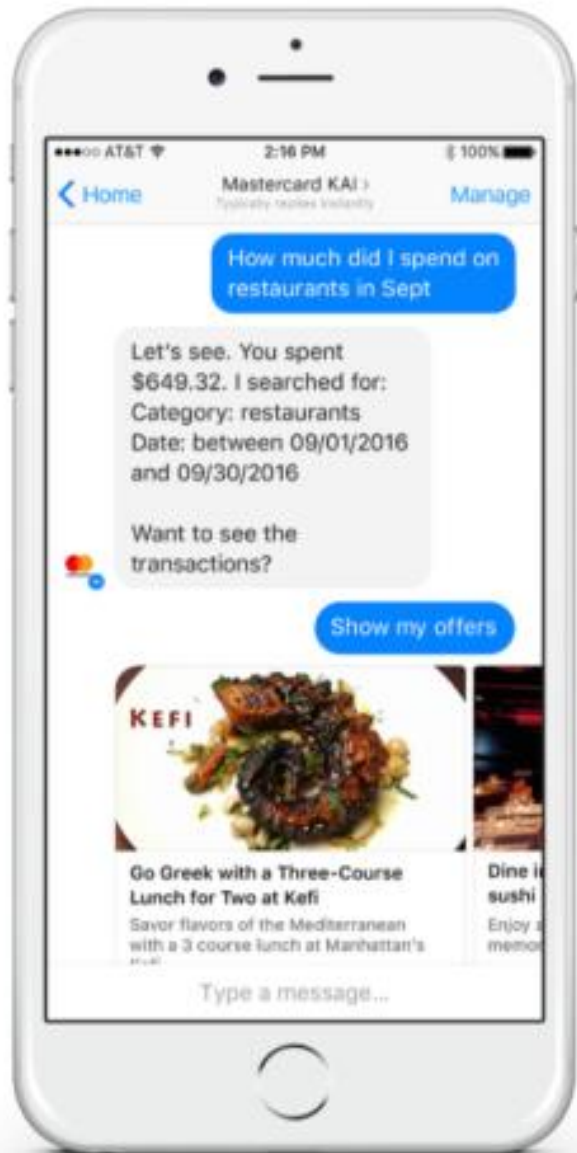 AT&T 2:16 PM 100%
Home Mastercard KAI Manage
Typically replies instantly
How much did I spend on
restaurants in Sept
Let's see. You spent
$649.32. I searched for:
Category: restaurants
Date: between 09/01/2016
and 09/30/2016
Want to see the
transactions?
Show my offers
KEFI
Go Greek with a Three-Course
Lunch for Two at Kefi
Savor flavors of the Mediterranean
with a 3 course lunch at Manhattan's
Dine
sushi
Enjoy
Type a message...